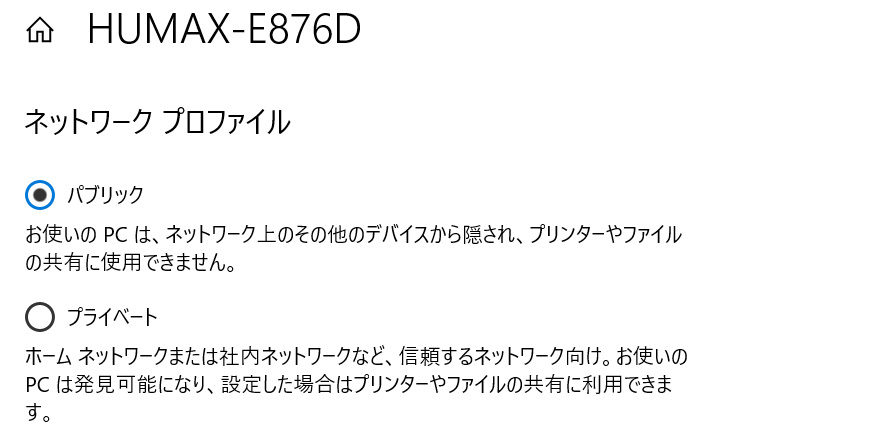 HUMAX-E876D
ネットワーク プロファイル
パブリック
お使いの PC は、ネットワーク上のその他のデバイスから隠され、プリンターやファイル
の共有に使用できません。
プライベート
ホーム ネットワークまたは社内ネットワークなど、信頼するネットワーク向け。お使いの
PC は発見可能になり、設定した場合はプリンターやファイルの共有に利用できま
す。